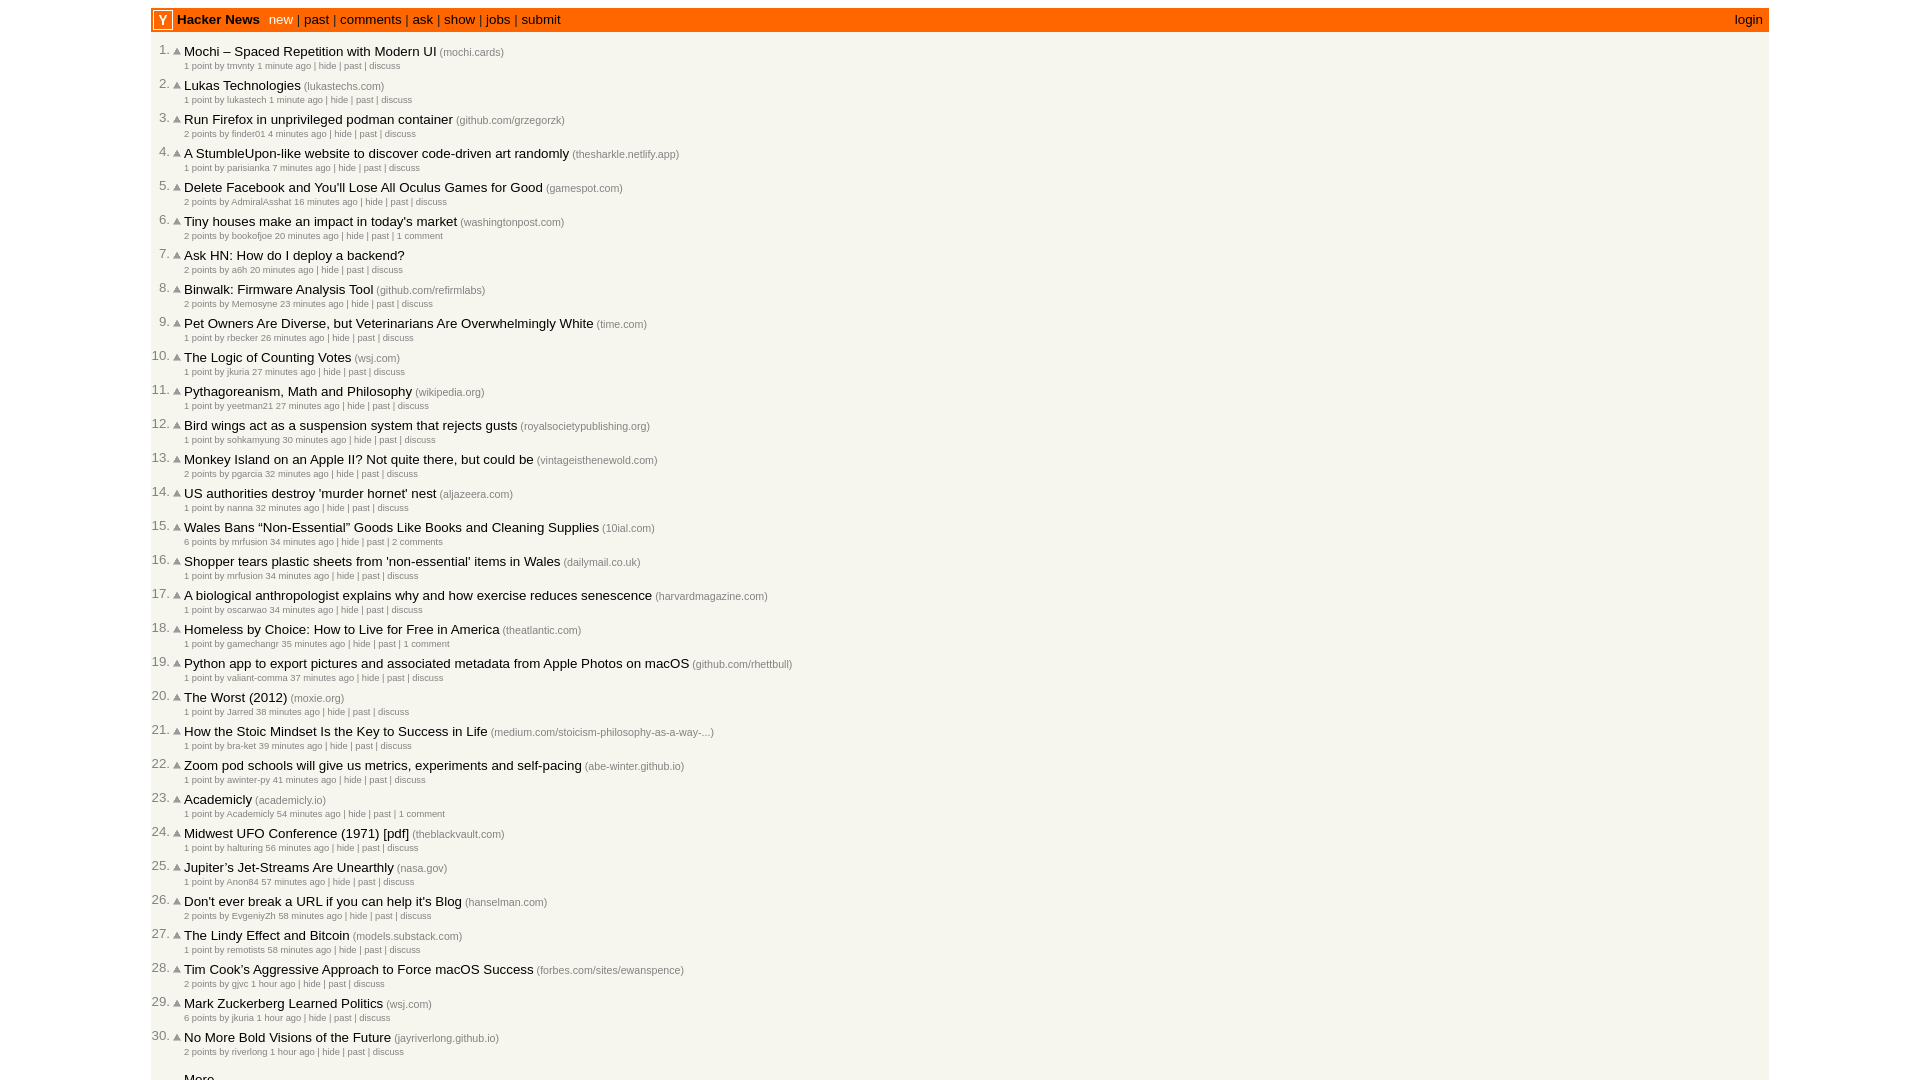 Y Hacker News new | past | comments | ask | show | jobs | submit login
1. Mochi – Spaced Repetition with Modern UI (mochi.cards)
1 point by tmvnty 1 minute ago | hide | past | discuss
2. Lukas Technologies (lukastechs.com)
1 point by lukastech 1 minute ago | hide | past | discuss
3. Run Firefox in unprivileged podman container (github.com/grzegorzk)
2 points by finder01 4 minutes ago | hide | past | discuss
4. A StumbleUpon-like website to discover code-driven art randomly (thesharkle.netlify.app)
1 point by parisianka 7 minutes ago | hide | past | discuss
5. Delete Facebook and You'll Lose All Oculus Games for Good (gamespot.com)
2 points by AdmiralAsshat 16 minutes ago | hide | past | discuss
6. Tiny houses make an impact in today's market (washingtonpost.com)
2 points by bookofjoe 20 minutes ago | hide | past | 1 comment
7. Ask HN: How do I deploy a backend?
2 points by a6h 20 minutes ago | hide | past | discuss
8. Binwalk: Firmware Analysis Tool (github.com/refirmlabs)
2 points by Memosyne 23 minutes ago | hide | past | discuss
9. Pet Owners Are Diverse, but Veterinarians Are Overwhelmingly White (time.com)
1 point by rbecker 26 minutes ago | hide | past | discuss
10. The Logic of Counting Votes (wsj.com)
1 point by jkuria 27 minutes ago | hide | past | discuss
11. Pythagoreanism, Math and Philosophy (wikipedia.org)
1 point by yeetman21 27 minutes ago | hide | past | discuss
12. Bird wings act as a suspension system that rejects gusts (royalsocietypublishing.org)
1 point by sohkamyung 30 minutes ago | hide | past | discuss
13. Monkey Island on an Apple II? Not quite there, but could be (vintageisthenewold.com)
2 points by pgarcia 32 minutes ago | hide | past | discuss
14. US authorities destroy 'murder hornet' nest (aljazeera.com)
1 point by nanna 32 minutes ago | hide | past | discuss
15. Wales Bans “Non-Essential” Goods Like Books and Cleaning Supplies (10ial.com)
6 points by mrfusion 34 minutes ago | hide | past | 2 comments
16. Shopper tears plastic sheets from 'non-essential' items in Wales (dailymail.co.uk)
1 point by mrfusion 34 minutes ago | hide | past | discuss
17. A biological anthropologist explains why and how exercise reduces senescence (harvardmagazine.com)
1 point by oscarwao 34 minutes ago | hide | past | discuss
18. Homeless by Choice: How to Live for Free in America (theatlantic.com)
1 point by gamechangr 35 minutes ago | hide | past | 1 comment
19. Python app to export pictures and associated metadata from Apple Photos on macOS (github.com/rhettbull)
1 point by valiant-comma 37 minutes ago | hide | past | discuss
20. The Worst (2012) (moxie.org)
1 point by Jarred 38 minutes ago | hide | past | discuss
21. How the Stoic Mindset Is the Key to Success in Life (medium.com/stoicism-philosophy-as-a-way-...)
1 point by bra-ket 39 minutes ago | hide | past | discuss
22. Zoom pod schools will give us metrics, experiments and self-pacing (abe-winter.github.io)
1 point by awinter-py 41 minutes ago | hide | past | discuss
23. Academicly (academicly.io)
1 point by Academicly 54 minutes ago | hide | past | 1 comment
24. Midwest UFO Conference (1971) [pdf] (theblackvault.com)
1 point by halturing 56 minutes ago | hide | past | discuss
25. Jupiter’s Jet-Streams Are Unearthly (nasa.gov)
1 point by Anon84 57 minutes ago | hide | past | discuss
26. Don't ever break a URL if you can help it's Blog (hanselman.com)
2 points by EvgeniyZh 58 minutes ago | hide | past | discuss
27. The Lindy Effect and Bitcoin (models.substack.com)
1 point by remotists 58 minutes ago | hide | past | discuss
28. Tim Cook’s Aggressive Approach to Force macOS Success (forbes.com/sites/ewanspence)
2 points by gjvc 1 hour ago | hide | past | discuss
29. Mark Zuckerberg Learned Politics (wsj.com)
6 points by jkuria 1 hour ago | hide | past | discuss
30. No More Bold Visions of the Future (jayriverlong.github.io)
2 points by riverlong 1 hour ago | hide | past | discuss
More